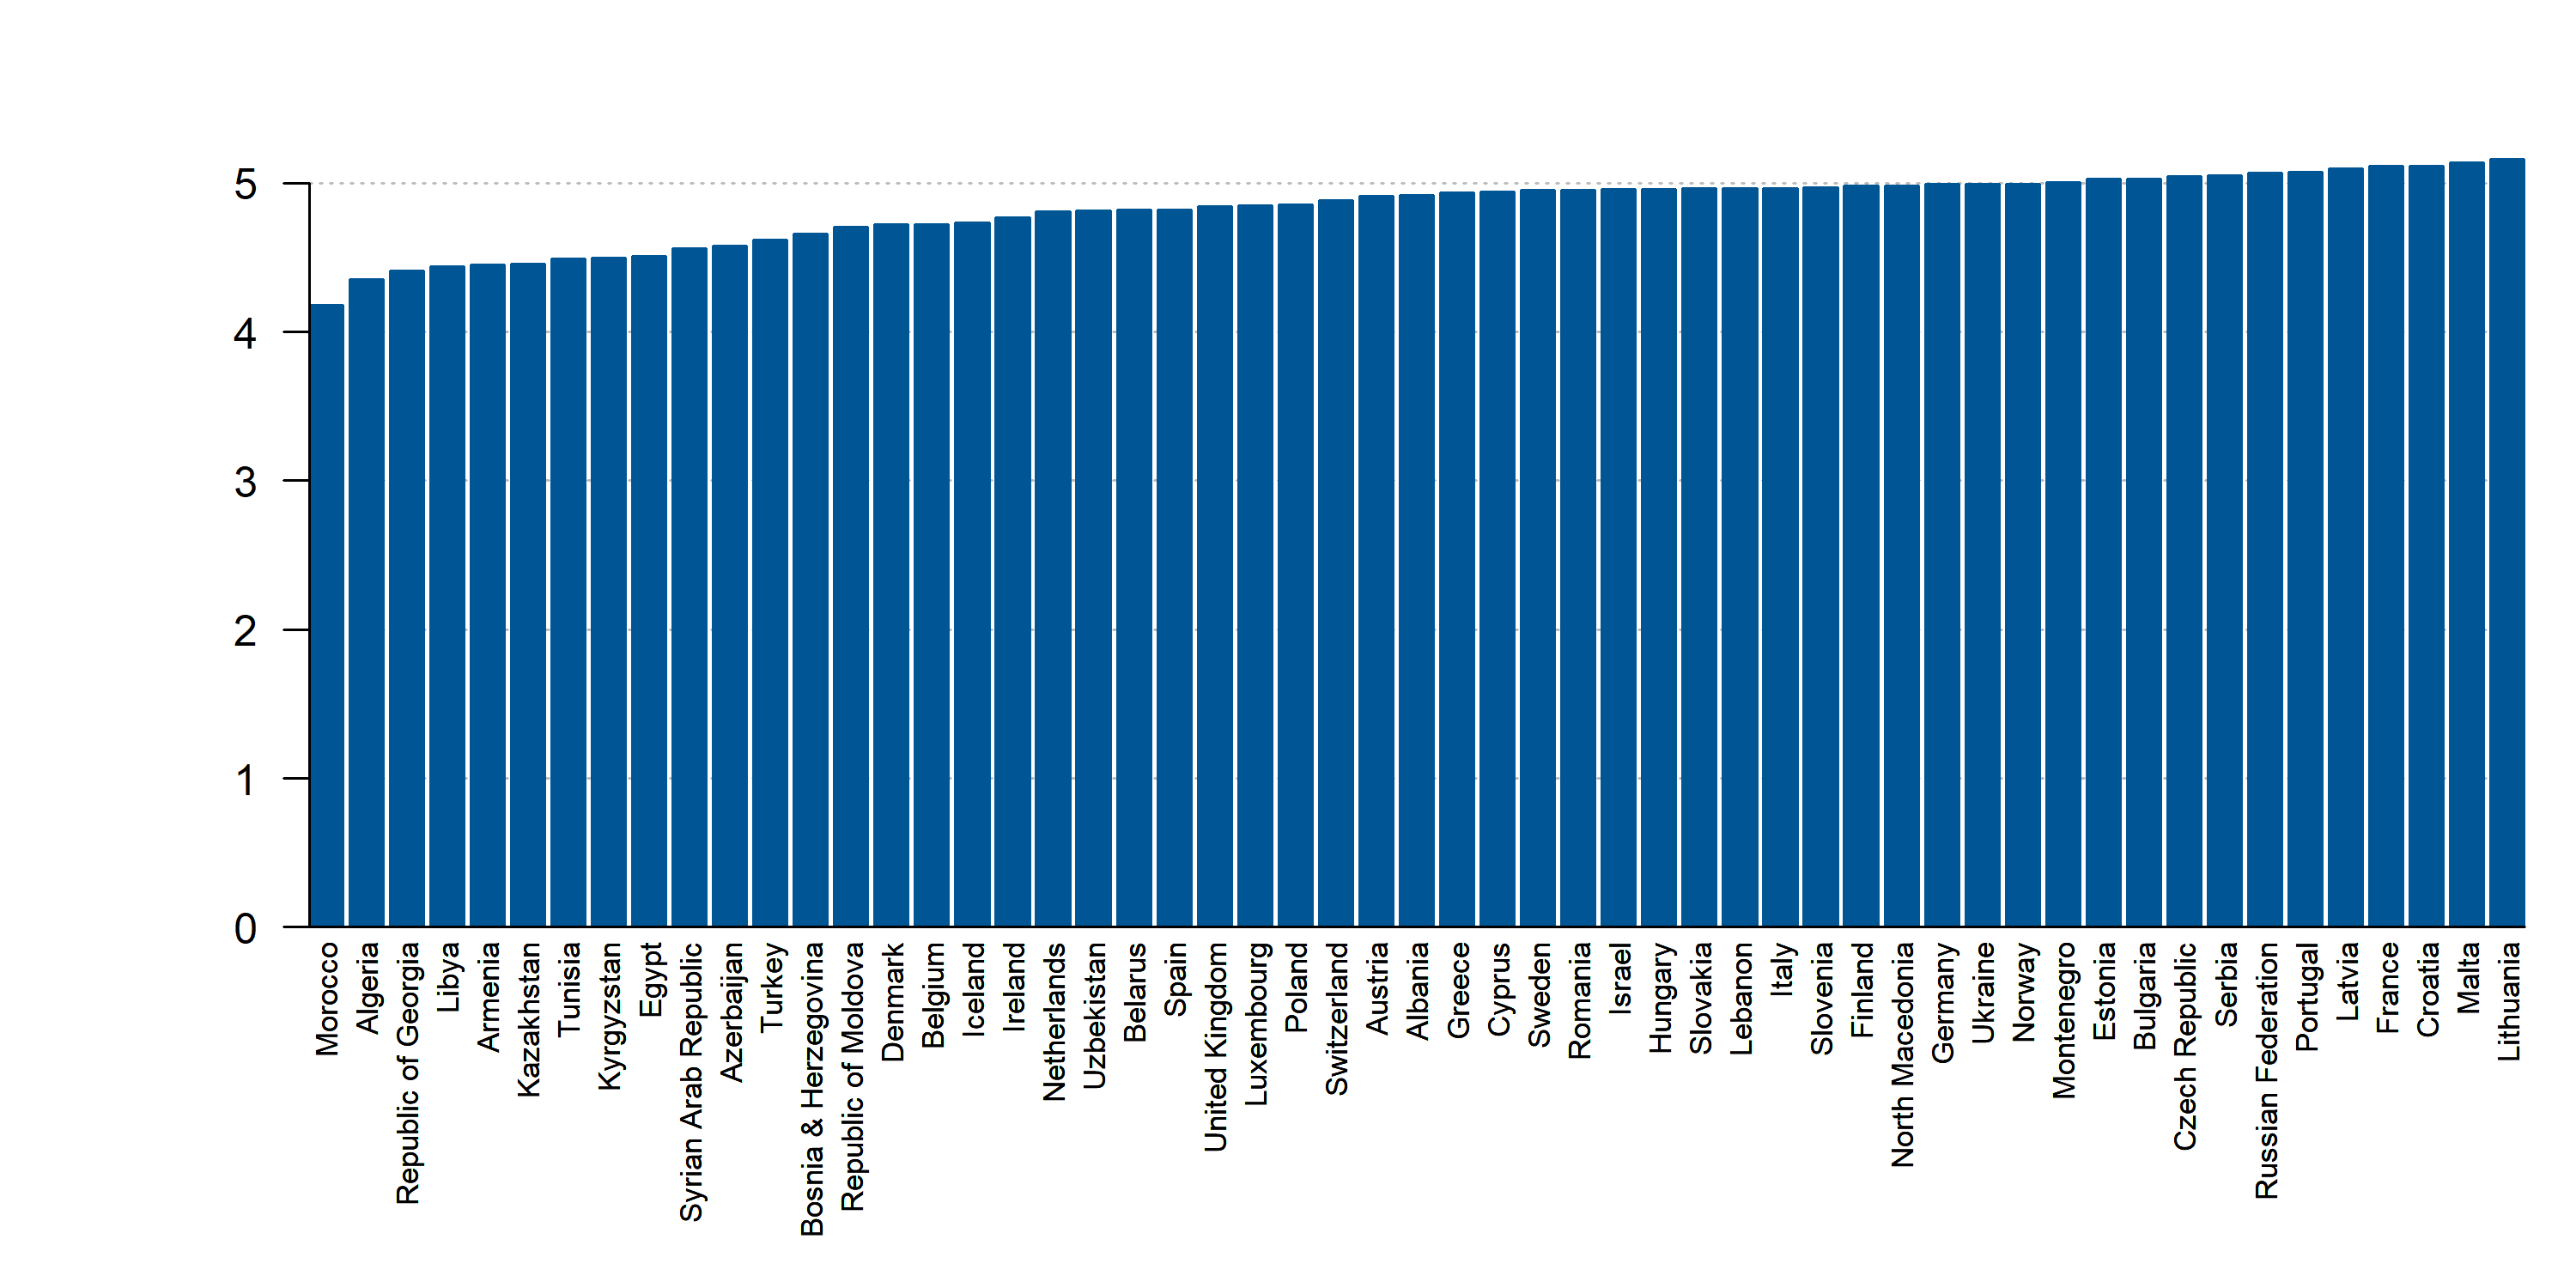 5
4
3
2
1
0
Morocco
Algeria
Republic of Georgia
Libya
Armenia
Kazakhstan
Tunisia
Kyrgyzstan
Egypt
Syrian Arab Republic
Azerbaijan
Turkey
Bosnia & Herzegovina
Republic of Moldova
Denmark
Belgium
Iceland
Ireland
Netherlands
Uzbekistan
Belarus
Spain
United Kingdom
Luxembourg
Poland
Switzerland
Austria
Albania
Greece
Cyprus
Sweden
Romania
Israel
Hungary
Slovakia
Lebanon
Italy
Slovenia
Finland
North Macedonia
Germany
Ukraine
Norway
Montenegro
Estonia
Bulgaria
Czech Republic
Serbia
Russian Federation
Portugal
Latvia
France
Croatia
Malta
Lithuania